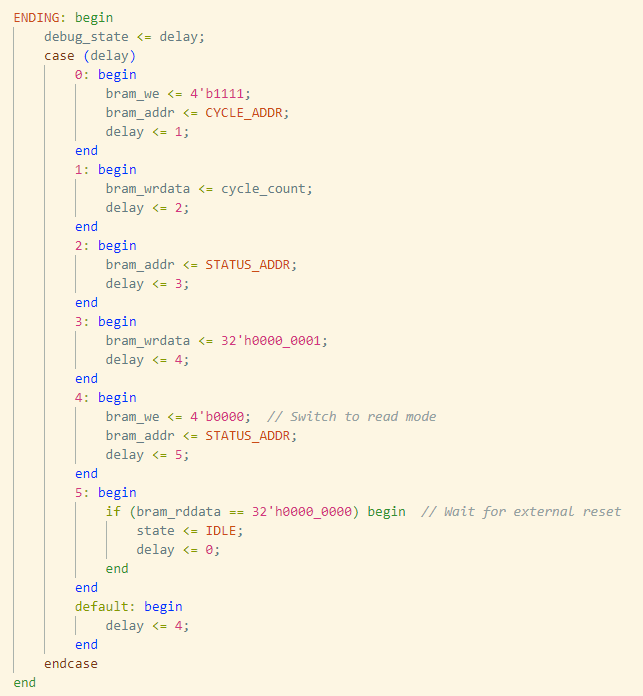 ENDING: begin
debug_state <= delay;
case (delay)
0: begin
bram_we <= 4'b1111;
bram_addr <= CYCLE_ADDR;
delay <= 1;
end
1: begin
bram_wrdata <= cycle_count;
delay <= 2;
end
2: begin
bram_addr <= STATUS_ADDR;
delay <= 3;
end
3: begin
bram_wrdata <= 32'h0000_0001;
delay <= 4;
end
4: begin
bram_we <= 4'b0000;  // Switch to read mode
bram_addr <= STATUS_ADDR;
delay <= 5;
end
5: begin
if (bram_rddata == 32'h0000_0000) begin  // Wait for external reset
state <= IDLE;
delay <= 0;
end
end
default: begin
delay <= 4;
end
endcase
end